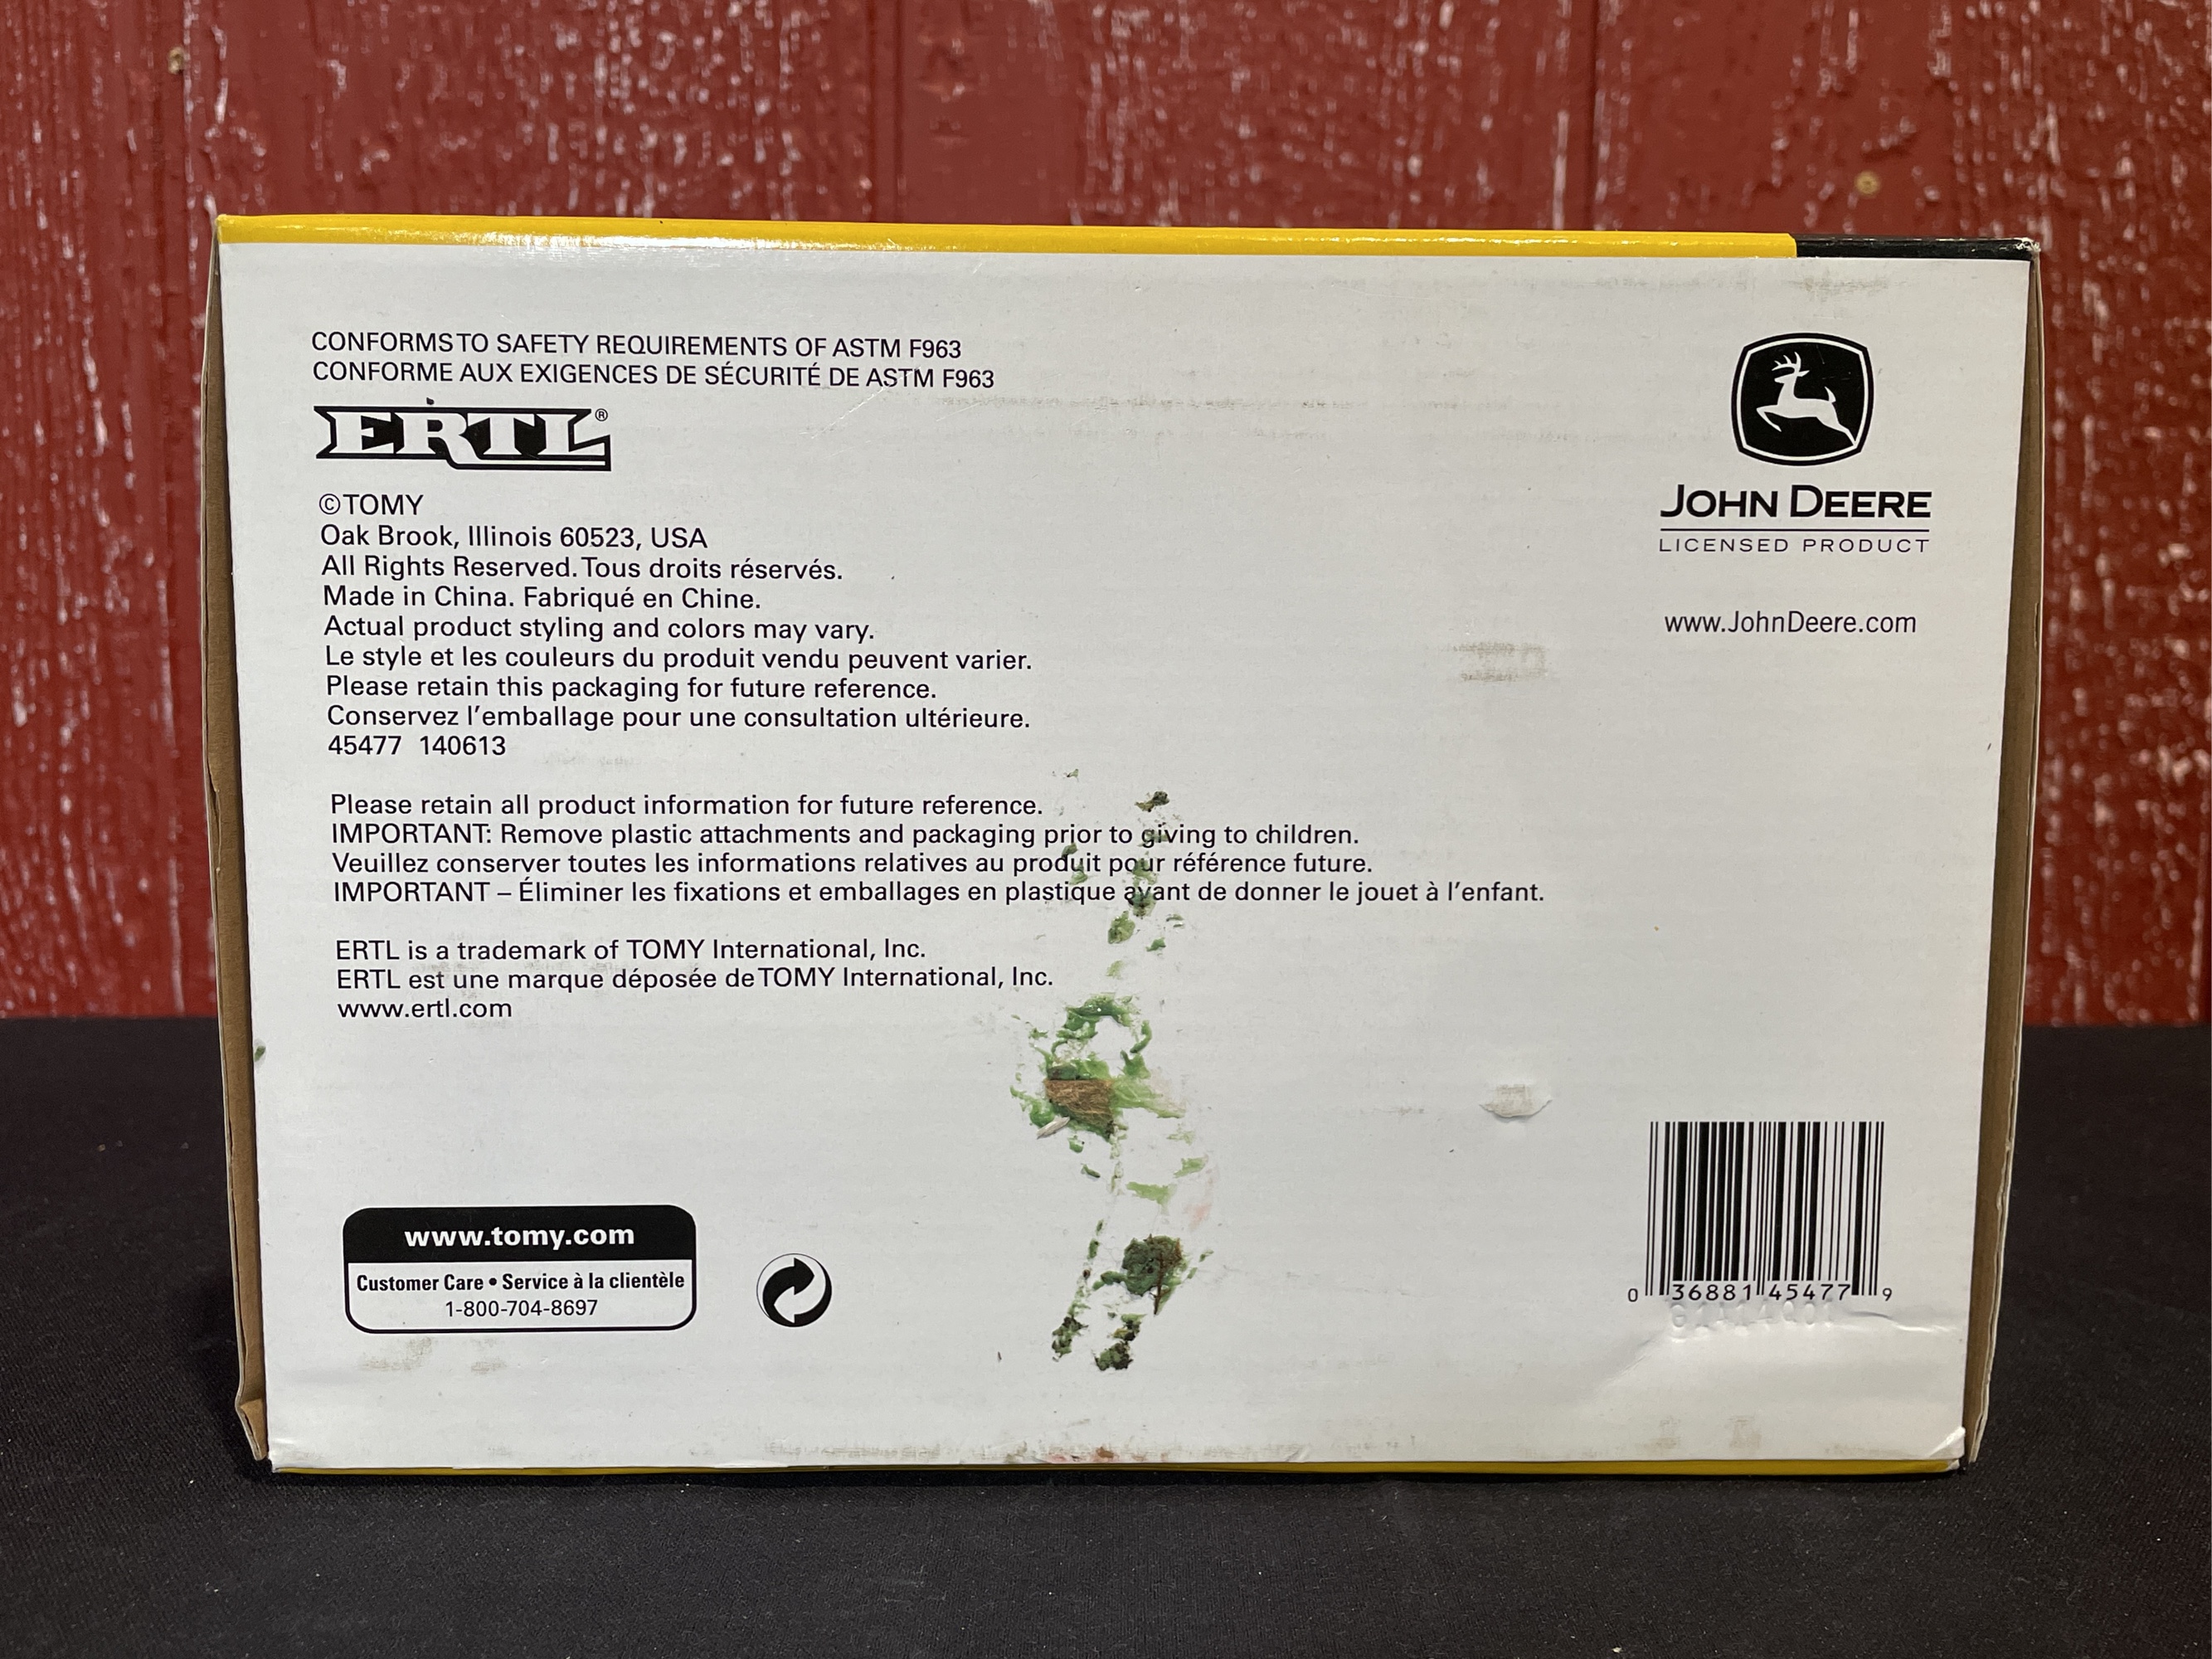 CONFORMS TO SAFETY REQUIREMENTS OF ASTM F963
CONFORME AUX EXIGENCES DE SÉCURITÉ DE ASTM F963
ERTL®
© TOMY
Oak Brook, Illinois 60523, USA
All Rights Reserved. Tous droits réservés.
Made in China. Fabriqué en Chine.
Actual product styling and colors may vary.
Le style et les couleurs du produit vendu peuvent varier.
Please retain this packaging for future reference.
Conservez l'emballage pour une consultation ultérieure.
45477 140613
Please retain all product information for future reference.
IMPORTANT: Remove plastic attachments and packaging prior to giving to children.
Veuillez conserver toutes les informations relatives au produit pour référence future.
IMPORTANT – Éliminer les fixations et emballages en plastique avant de donner le jouet à l'enfant.
ERTL is a trademark of TOMY International, Inc.
ERTL est une marque déposée de TOMY International, Inc.
www.ertl.com
www.tomy.com
Customer Care • Service à la clientèle
1-800-704-8697
JOHN DEERE
LICENSED PRODUCT
www.JohnDeere.com
0 36881 45477 9